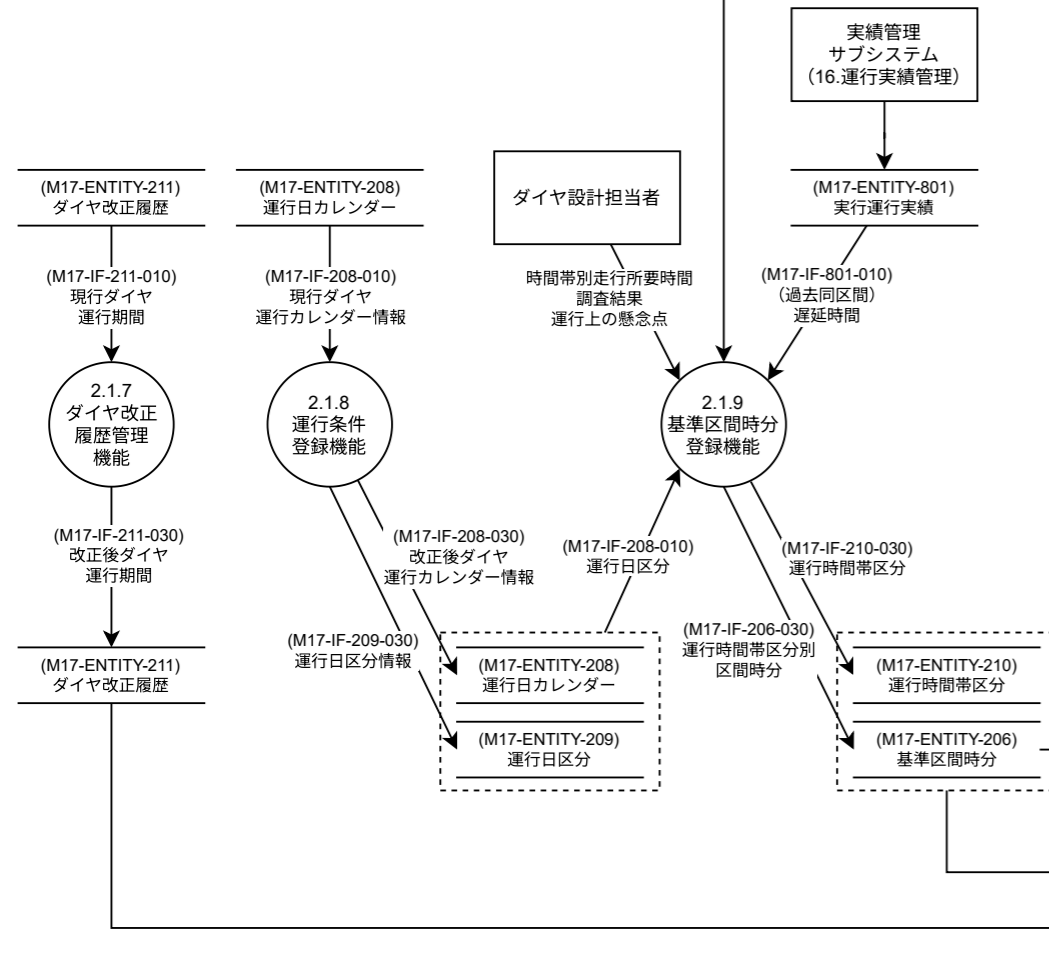 実績管理
サブシステム
（16.運行実績管理）
(M17-ENTITY-211)
ダイヤ改正履歴
(M17-ENTITY-208)
運行日カレンダー
ダイヤ設計担当者
(M17-ENTITY-801)
実行運行実績
(M17-IF-211-010)
現行ダイヤ
運行期間
(M17-IF-208-010)
現行ダイヤ
運行カレンダー情報
時間帯別走行所要時間
調査結果
運行上の懸念点
(M17-IF-801-010)
（過去同区間）
遅延時間
2.1.7
ダイヤ改正
履歴管理
機能
2.1.8
運行条件
登録機能
2.1.9
基準区間時分
登録機能
(M17-IF-211-030)
改正後ダイヤ
運行期間
(M17-IF-208-030)
改正後ダイヤ
運行カレンダー情報
(M17-IF-208-010)
運行日区分
(M17-IF-210-030)
運行時間帯区分
(M17-IF-209-030)
運行日区分情報
(M17-IF-206-030)
運行時間帯区分別
区間時分
(M17-ENTITY-211)
ダイヤ改正履歴
(M17-ENTITY-208)
運行日カレンダー
(M17-ENTITY-210)
運行時間帯区分
(M17-ENTITY-209)
運行日区分
(M17-ENTITY-206)
基準区間時分